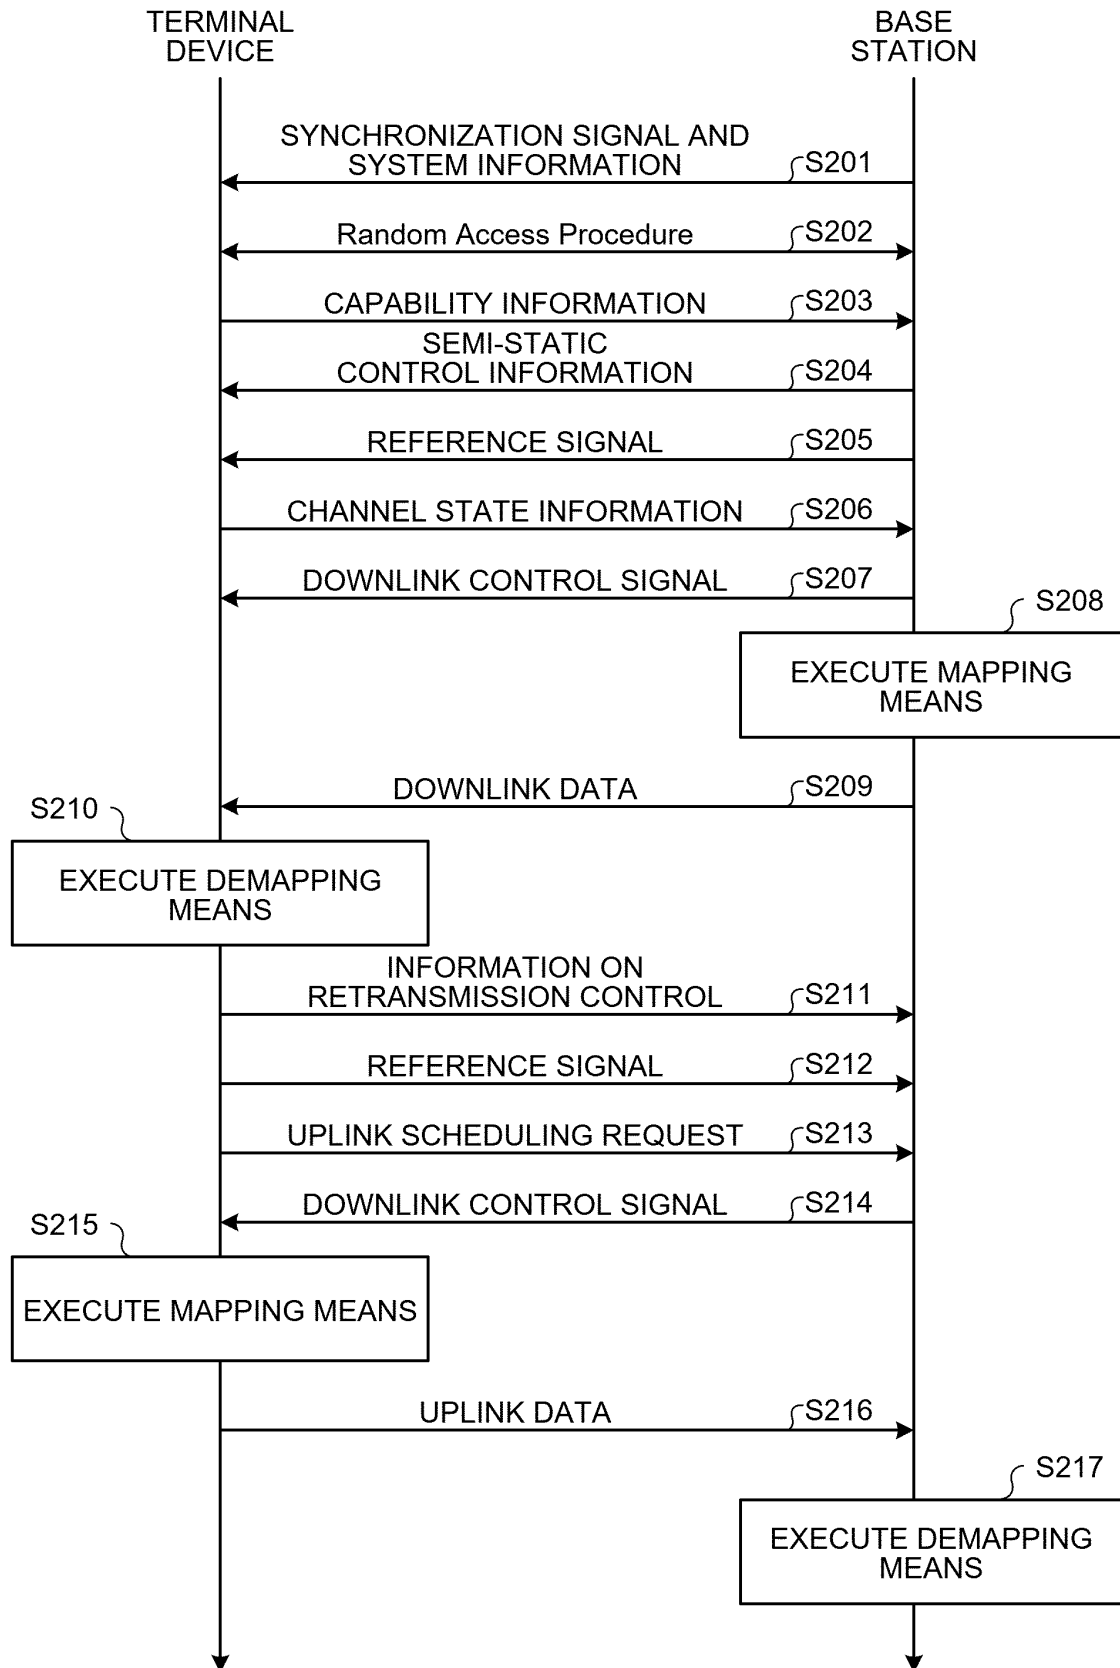 TERMINAL
DEVICE
BASE
STATION
SYNCHRONIZATION SIGNAL AND
SYSTEM INFORMATION
S201
Random Access Procedure
S202
CAPABILITY INFORMATION
S203
SEMI-STATIC
CONTROL INFORMATION
S204
REFERENCE SIGNAL
S205
CHANNEL STATE INFORMATION
S206
DOWNLINK CONTROL SIGNAL
S207
S208
EXECUTE MAPPING
MEANS
DOWNLINK DATA
S209
S210
EXECUTE DEMAPPING
MEANS
INFORMATION ON
RETRANSMISSION CONTROL
S211
REFERENCE SIGNAL
S212
UPLINK SCHEDULING REQUEST
S213
DOWNLINK CONTROL SIGNAL
S214
S215
EXECUTE MAPPING MEANS
UPLINK DATA
S216
S217
EXECUTE DEMAPPING
MEANS